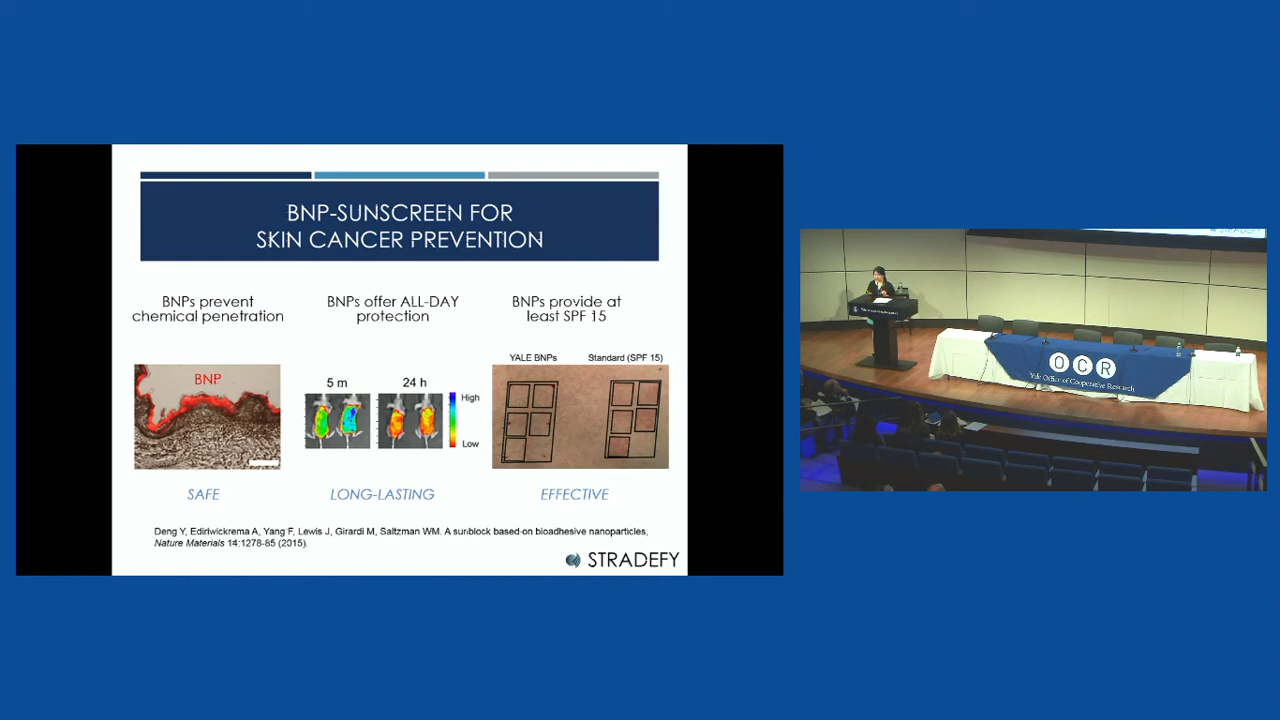 BNP-SUNSCREEN FOR
SKIN CANCER PREVENTION
BNPs prevent
chemical penetration
BNPs offer ALL-DAY
protection
BNPs provide at
least SPF 15
YALE BNPs
Standard (SPF 15)
BNP
5 m
24 h
High
Low
SAFE
LONG-LASTING
EFFECTIVE
Deng Y, Ediriwickrema A, Yang F, Lewis J, Girardi M, Saltzman WM. A sunblock based on bioadhesive nanoparticles,
Nature Materials 14:1278-85 (2015).
STRADEFY
OCR
Yale Office of Cooperative Research